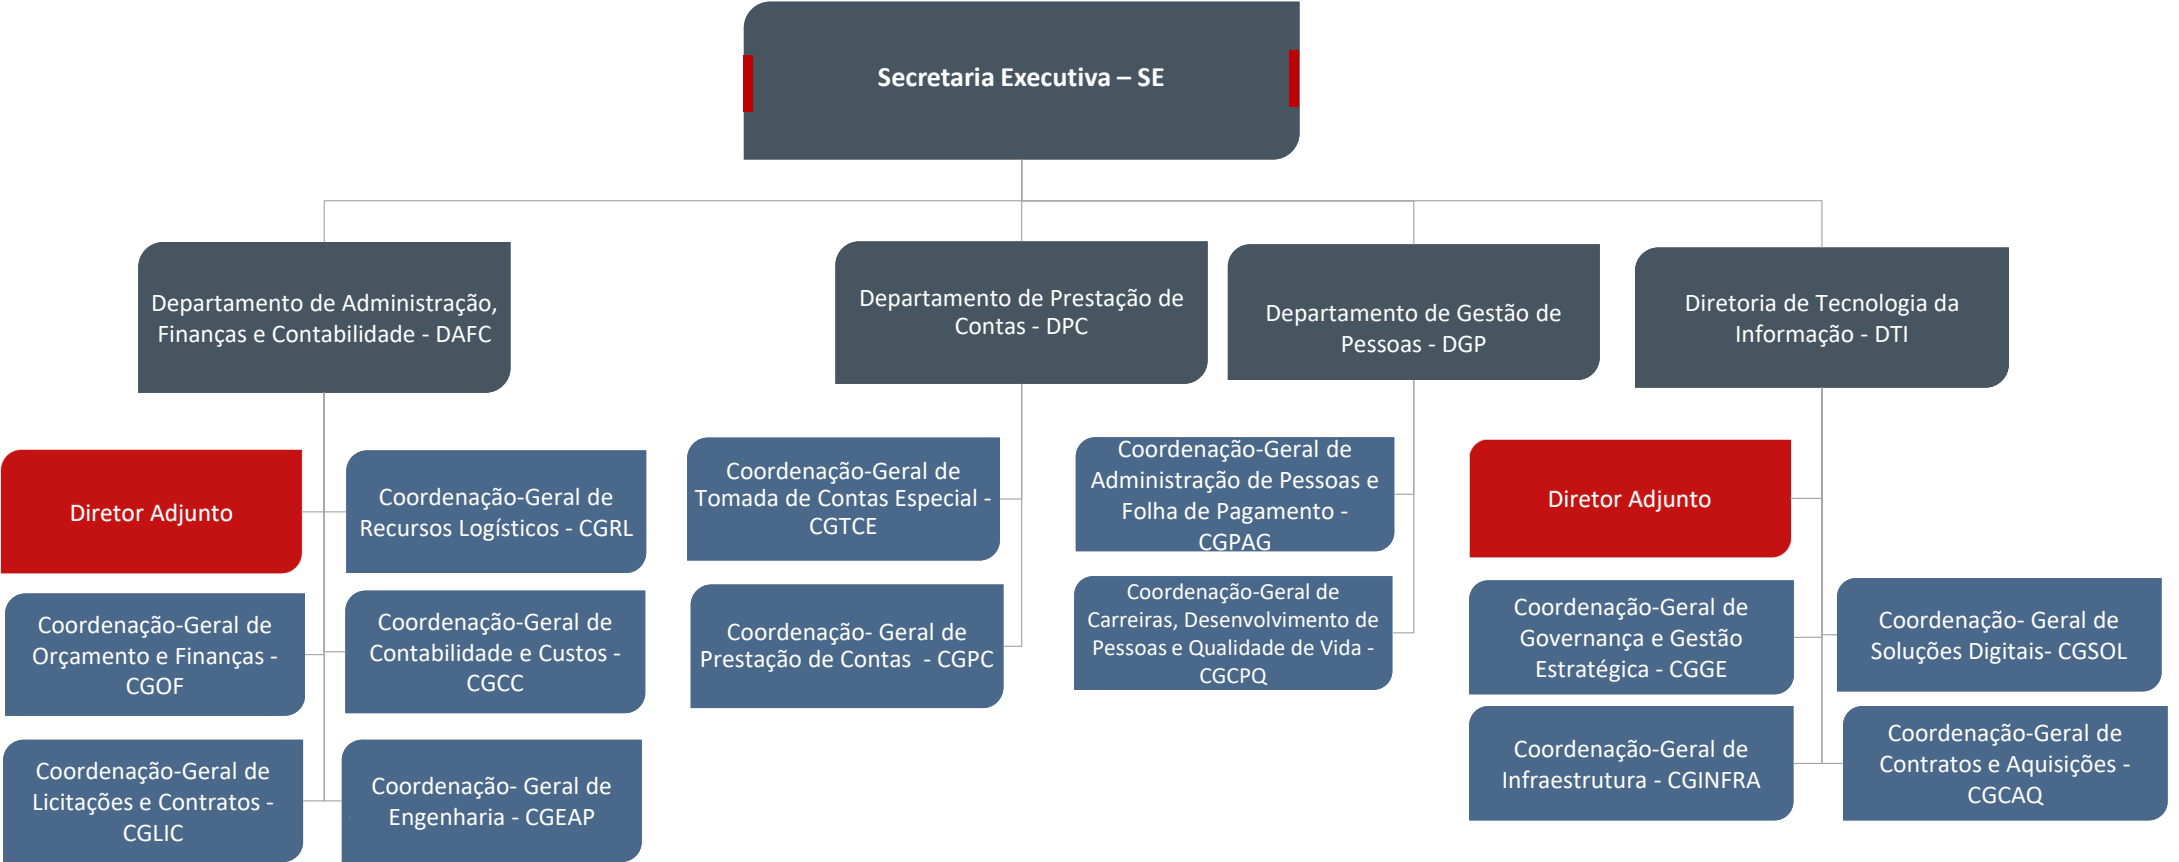 Secretaria Executiva – SE
Departamento de Administração,
Finanças e Contabilidade - DAFC
Departamento de Prestação de
Contas - DPC
Departamento de Gestão de
Pessoas - DGP
Diretoria de Tecnologia da
Informação - DTI
Diretor Adjunto
Coordenação-Geral de
Recursos Logísticos - CGRL
Coordenação-Geral de
Orçamento e Finanças -
CGOF
Coordenação-Geral de
Contabilidade e Custos -
CGCC
Coordenação-Geral de
Licitações e Contratos -
CGLIC
Coordenação- Geral de
Engenharia - CGEAP
Coordenação-Geral de
Tomada de Contas Especial -
CGTCE
Coordenação- Geral de
Prestação de Contas  - CGPC
Coordenação-Geral de
Administração de Pessoas e
Folha de Pagamento -
CGPAG
Coordenação-Geral de
Carreiras, Desenvolvimento de
Pessoas e Qualidade de Vida -
CGCPQ
Diretor Adjunto
Coordenação-Geral de
Governança e Gestão
Estratégica - CGGE
Coordenação- Geral de
Soluções Digitais- CGSOL
Coordenação-Geral de
Infraestrutura - CGINFRA
Coordenação-Geral de
Contratos e Aquisições -
CGCAQ